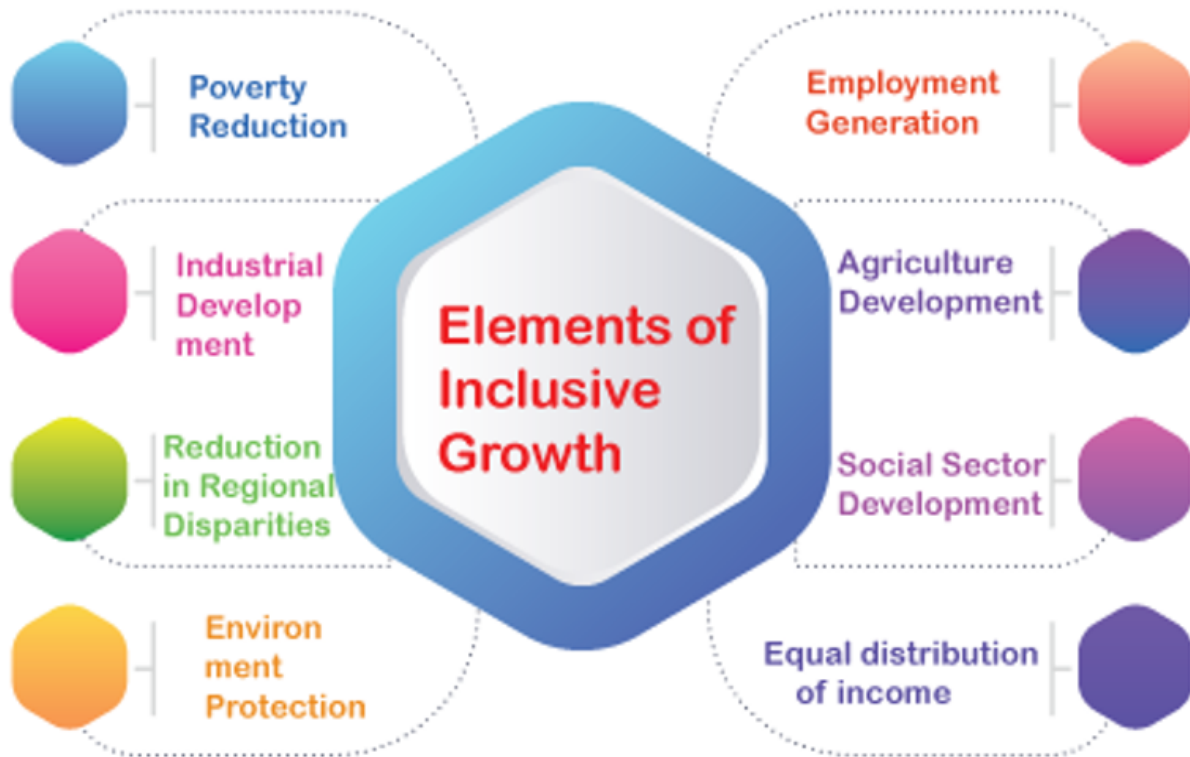 Poverty
Reduction
Industrial
Develop
ment
Reduction
in Regional
Disparities
Environ
ment
Protection
Elements of
Inclusive
Growth
Employment
Generation
Agriculture
Development
Social Sector
Development
Equal distribution
of income